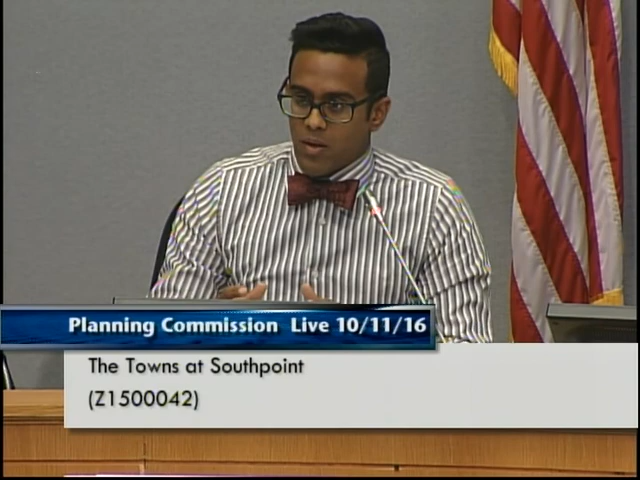 Planning Commission Live 10/11/16
The Towns at Southpoint
(Z1500042)